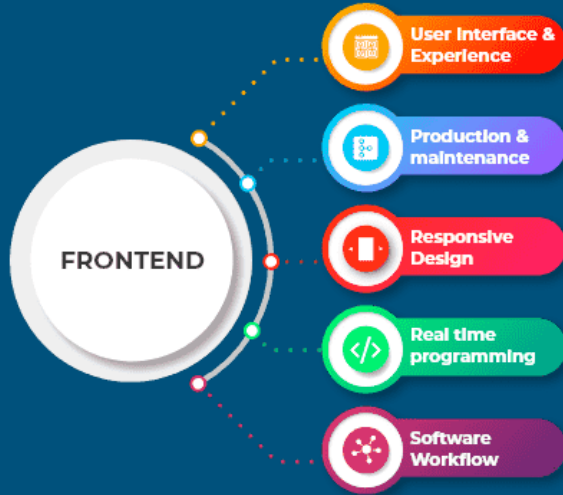 FRONTEND
User Interface &
Experience
Production &
maintenance
Responsive
Design
Real time
programming
Software
Workflow